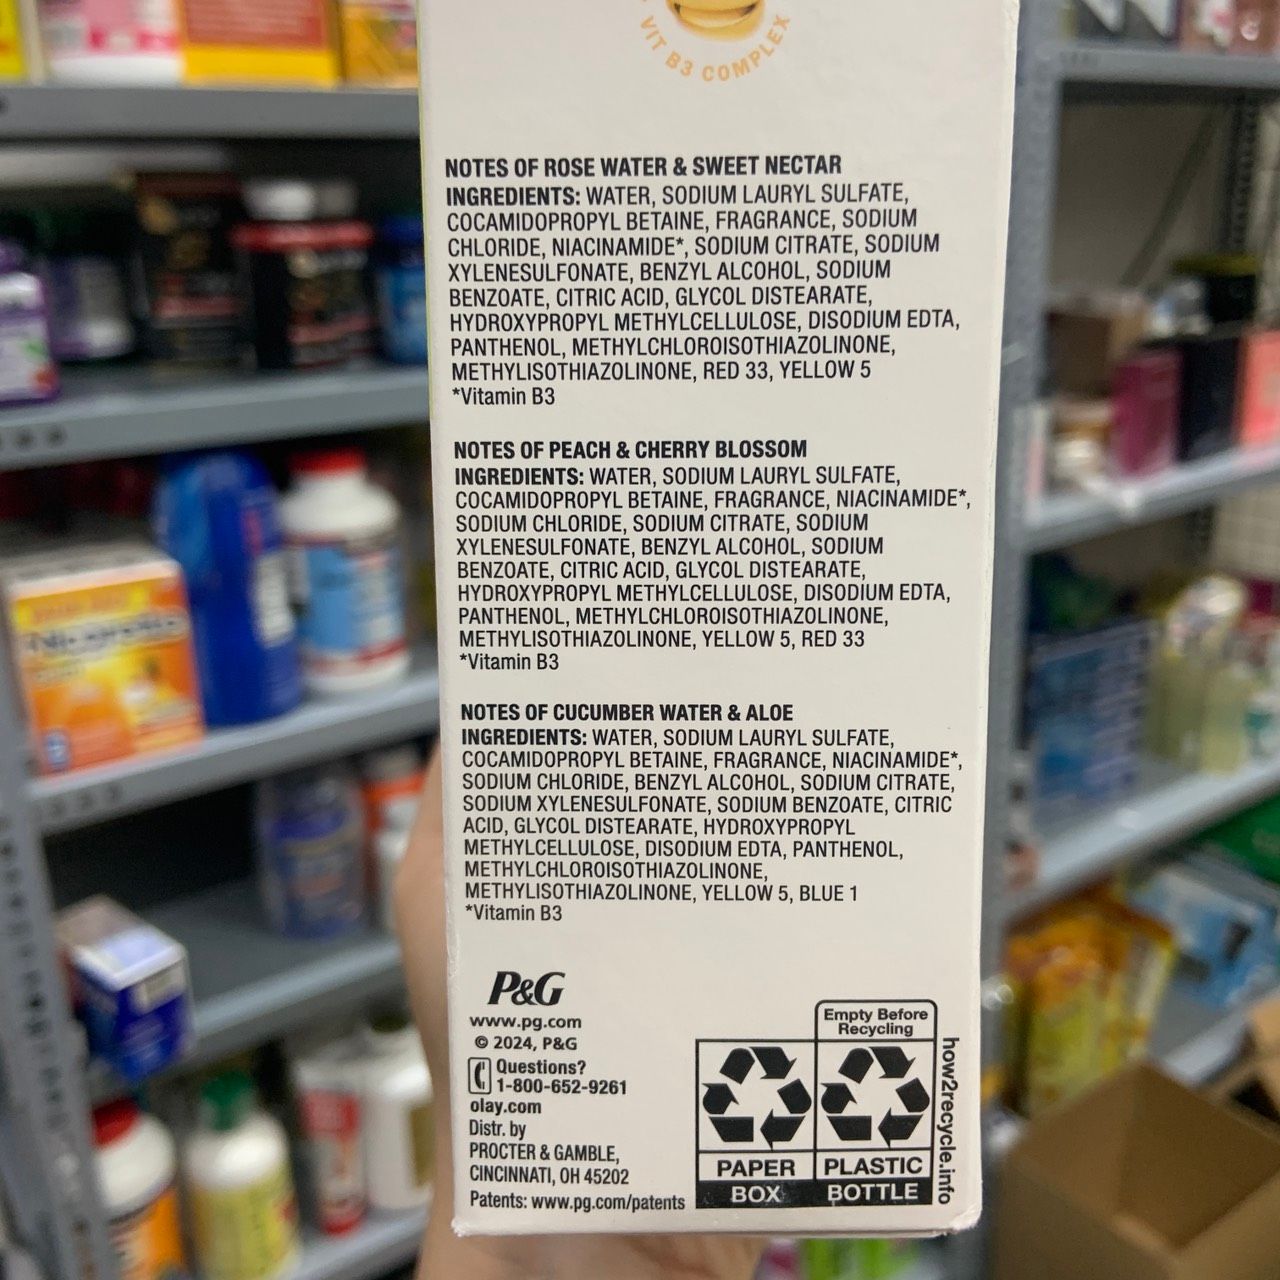 VIT B3 COMPLEX
NOTES OF ROSE WATER & SWEET NECTAR
INGREDIENTS: WATER, SODIUM LAURYL SULFATE,
COCAMIDOPROPYL BETAINE, FRAGRANCE, SODIUM
CHLORIDE, NIACINAMIDE*, SODIUM CITRATE, SODIUM
XYLENESULFONATE, BENZYL ALCOHOL, SODIUM
BENZOATE, CITRIC ACID, GLYCOL DISTEARATE,
HYDROXYPROPYL METHYLCELLULOSE, DISODIUM EDTA,
PANTHENOL, METHYLCHLOROISOTHIAZOLINONE,
METHYLISOTHIAZOLINONE, RED 33, YELLOW 5
*Vitamin B3
NOTES OF PEACH & CHERRY BLOSSOM
INGREDIENTS: WATER, SODIUM LAURYL SULFATE,
COCAMIDOPROPYL BETAINE, FRAGRANCE, NIACINAMIDE*,
SODIUM CHLORIDE, SODIUM CITRATE, SODIUM
XYLENESULFONATE, BENZYL ALCOHOL, SODIUM
BENZOATE, CITRIC ACID, GLYCOL DISTEARATE,
HYDROXYPROPYL METHYLCELLULOSE, DISODIUM EDTA,
PANTHENOL, METHYLCHLOROISOTHIAZOLINONE,
METHYLISOTHIAZOLINONE, YELLOW 5, RED 33
*Vitamin B3
NOTES OF CUCUMBER WATER & ALOE
INGREDIENTS: WATER, SODIUM LAURYL SULFATE,
COCAMIDOPROPYL BETAINE, FRAGRANCE, NIACINAMIDE*,
SODIUM CHLORIDE, BENZYL ALCOHOL, SODIUM CITRATE,
SODIUM XYLENESULFONATE, SODIUM BENZOATE, CITRIC
ACID, GLYCOL DISTEARATE, HYDROXYPROPYL
METHYLCELLULOSE, DISODIUM EDTA, PANTHENOL,
METHYLCHLOROISOTHIAZOLINONE,
METHYLISOTHIAZOLINONE, YELLOW 5, BLUE 1
*Vitamin B3
P&G
www.pg.com
© 2024, P&G
Questions?
1-800-652-9261
olay.com
Distr. by
PROCTER & GAMBLE,
CINCINNATI, OH 45202
Patents: www.pg.com/patents
Empty Before
Recycling
PAPER
BOX
PLASTIC
BOTTLE
how2recycle.info